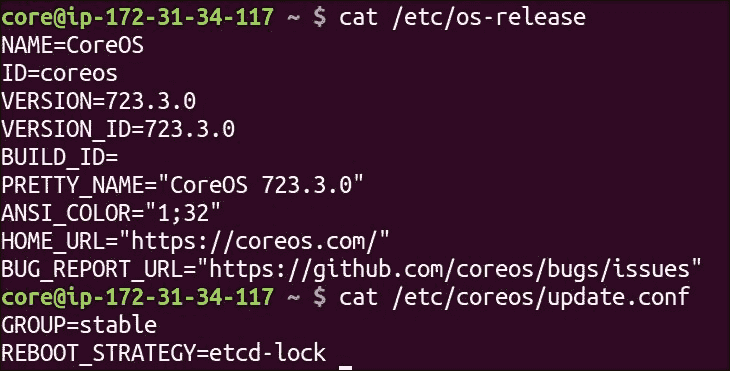 core@ip-172-31-34-117 ~ $ cat /etc/os-release
NAME=CoreOS
ID=coreos
VERSION=723.3.0
VERSION_ID=723.3.0
BUILD_ID=
PRETTY_NAME="CoreOS 723.3.0"
ANSI_COLOR="1;32"
HOME_URL="https://coreos.com/"
BUG_REPORT_URL="https://github.com/coreos/bugs/issues"
core@ip-172-31-34-117 ~ $ cat /etc/coreos/update.conf
GROUP=stable
REBOOT_STRATEGY=etcd-lock